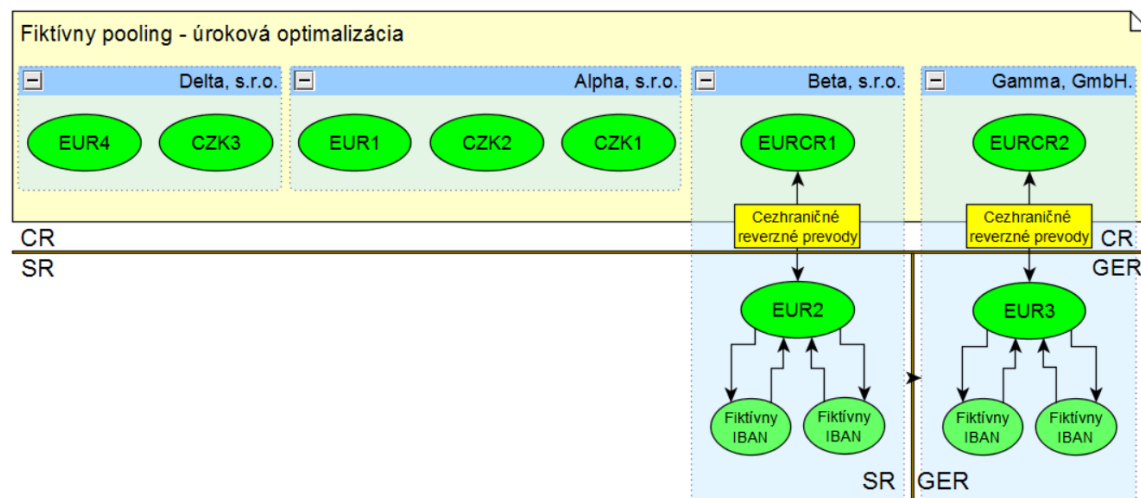 Fiktívny pooling - úroková optimalizácia
Delta, s.r.o.
Alpha, s.r.o.
Beta, s.r.o.
Gamma, GmbH.
EUR4
CZK3
EUR1
CZK2
CZK1
EURCR1
EURCR2
Cezhraničné
reverzné prevody
Cezhraničné
reverzné prevody
CR
CR
SR
GER
EUR2
EUR3
Fiktívny
IBAN
Fiktívny
IBAN
Fiktívny
IBAN
Fiktívny
IBAN
SR
GER